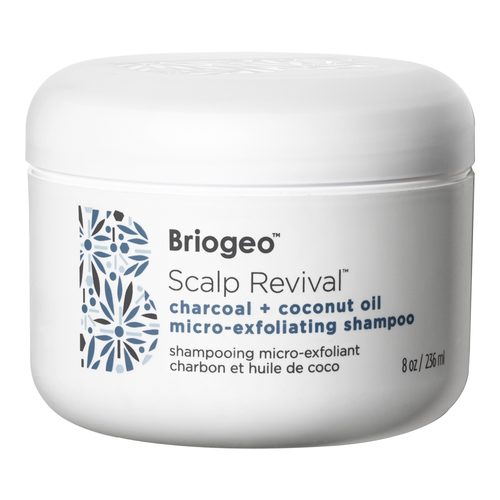 Briogeo™
Scalp Revival™
charcoal + coconut oil
micro-exfoliating shampoo
shampooing micro-exfoliant
charbon et huile de coco
8 oz / 236 ml